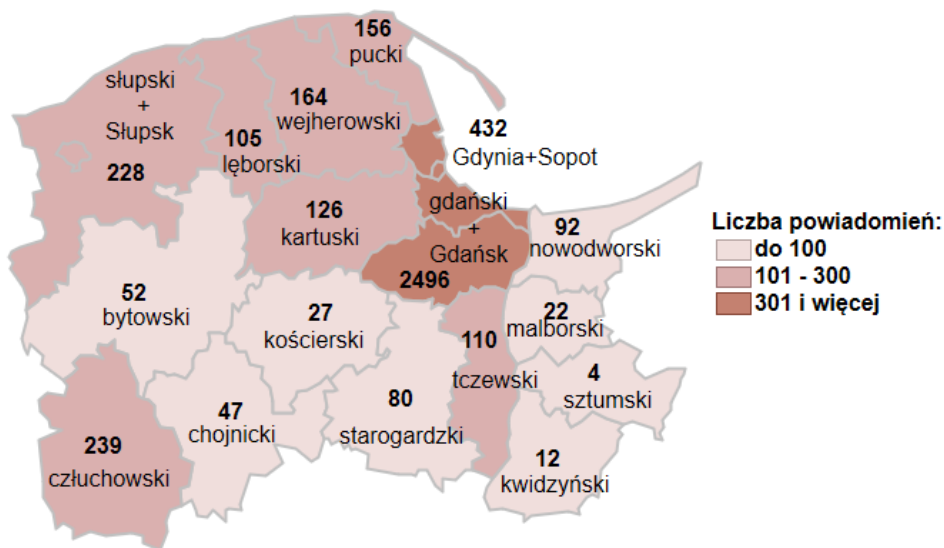 156
pucki
słupski
+
Słupsk
228
164
wejherowski
105
lęborski
432
Gdynia+Sopot
126
kartuski
gdański
+
Gdańsk
2496
92
nowodworski
52
bytowski
27
kościerski
22
malborski
110
tczewski
4
sztumski
80
starogardzki
47
chojnicki
239
człuchowski
12
kwidzyński
Liczba powiadomień:
do 100
101 - 300
301 i więcej